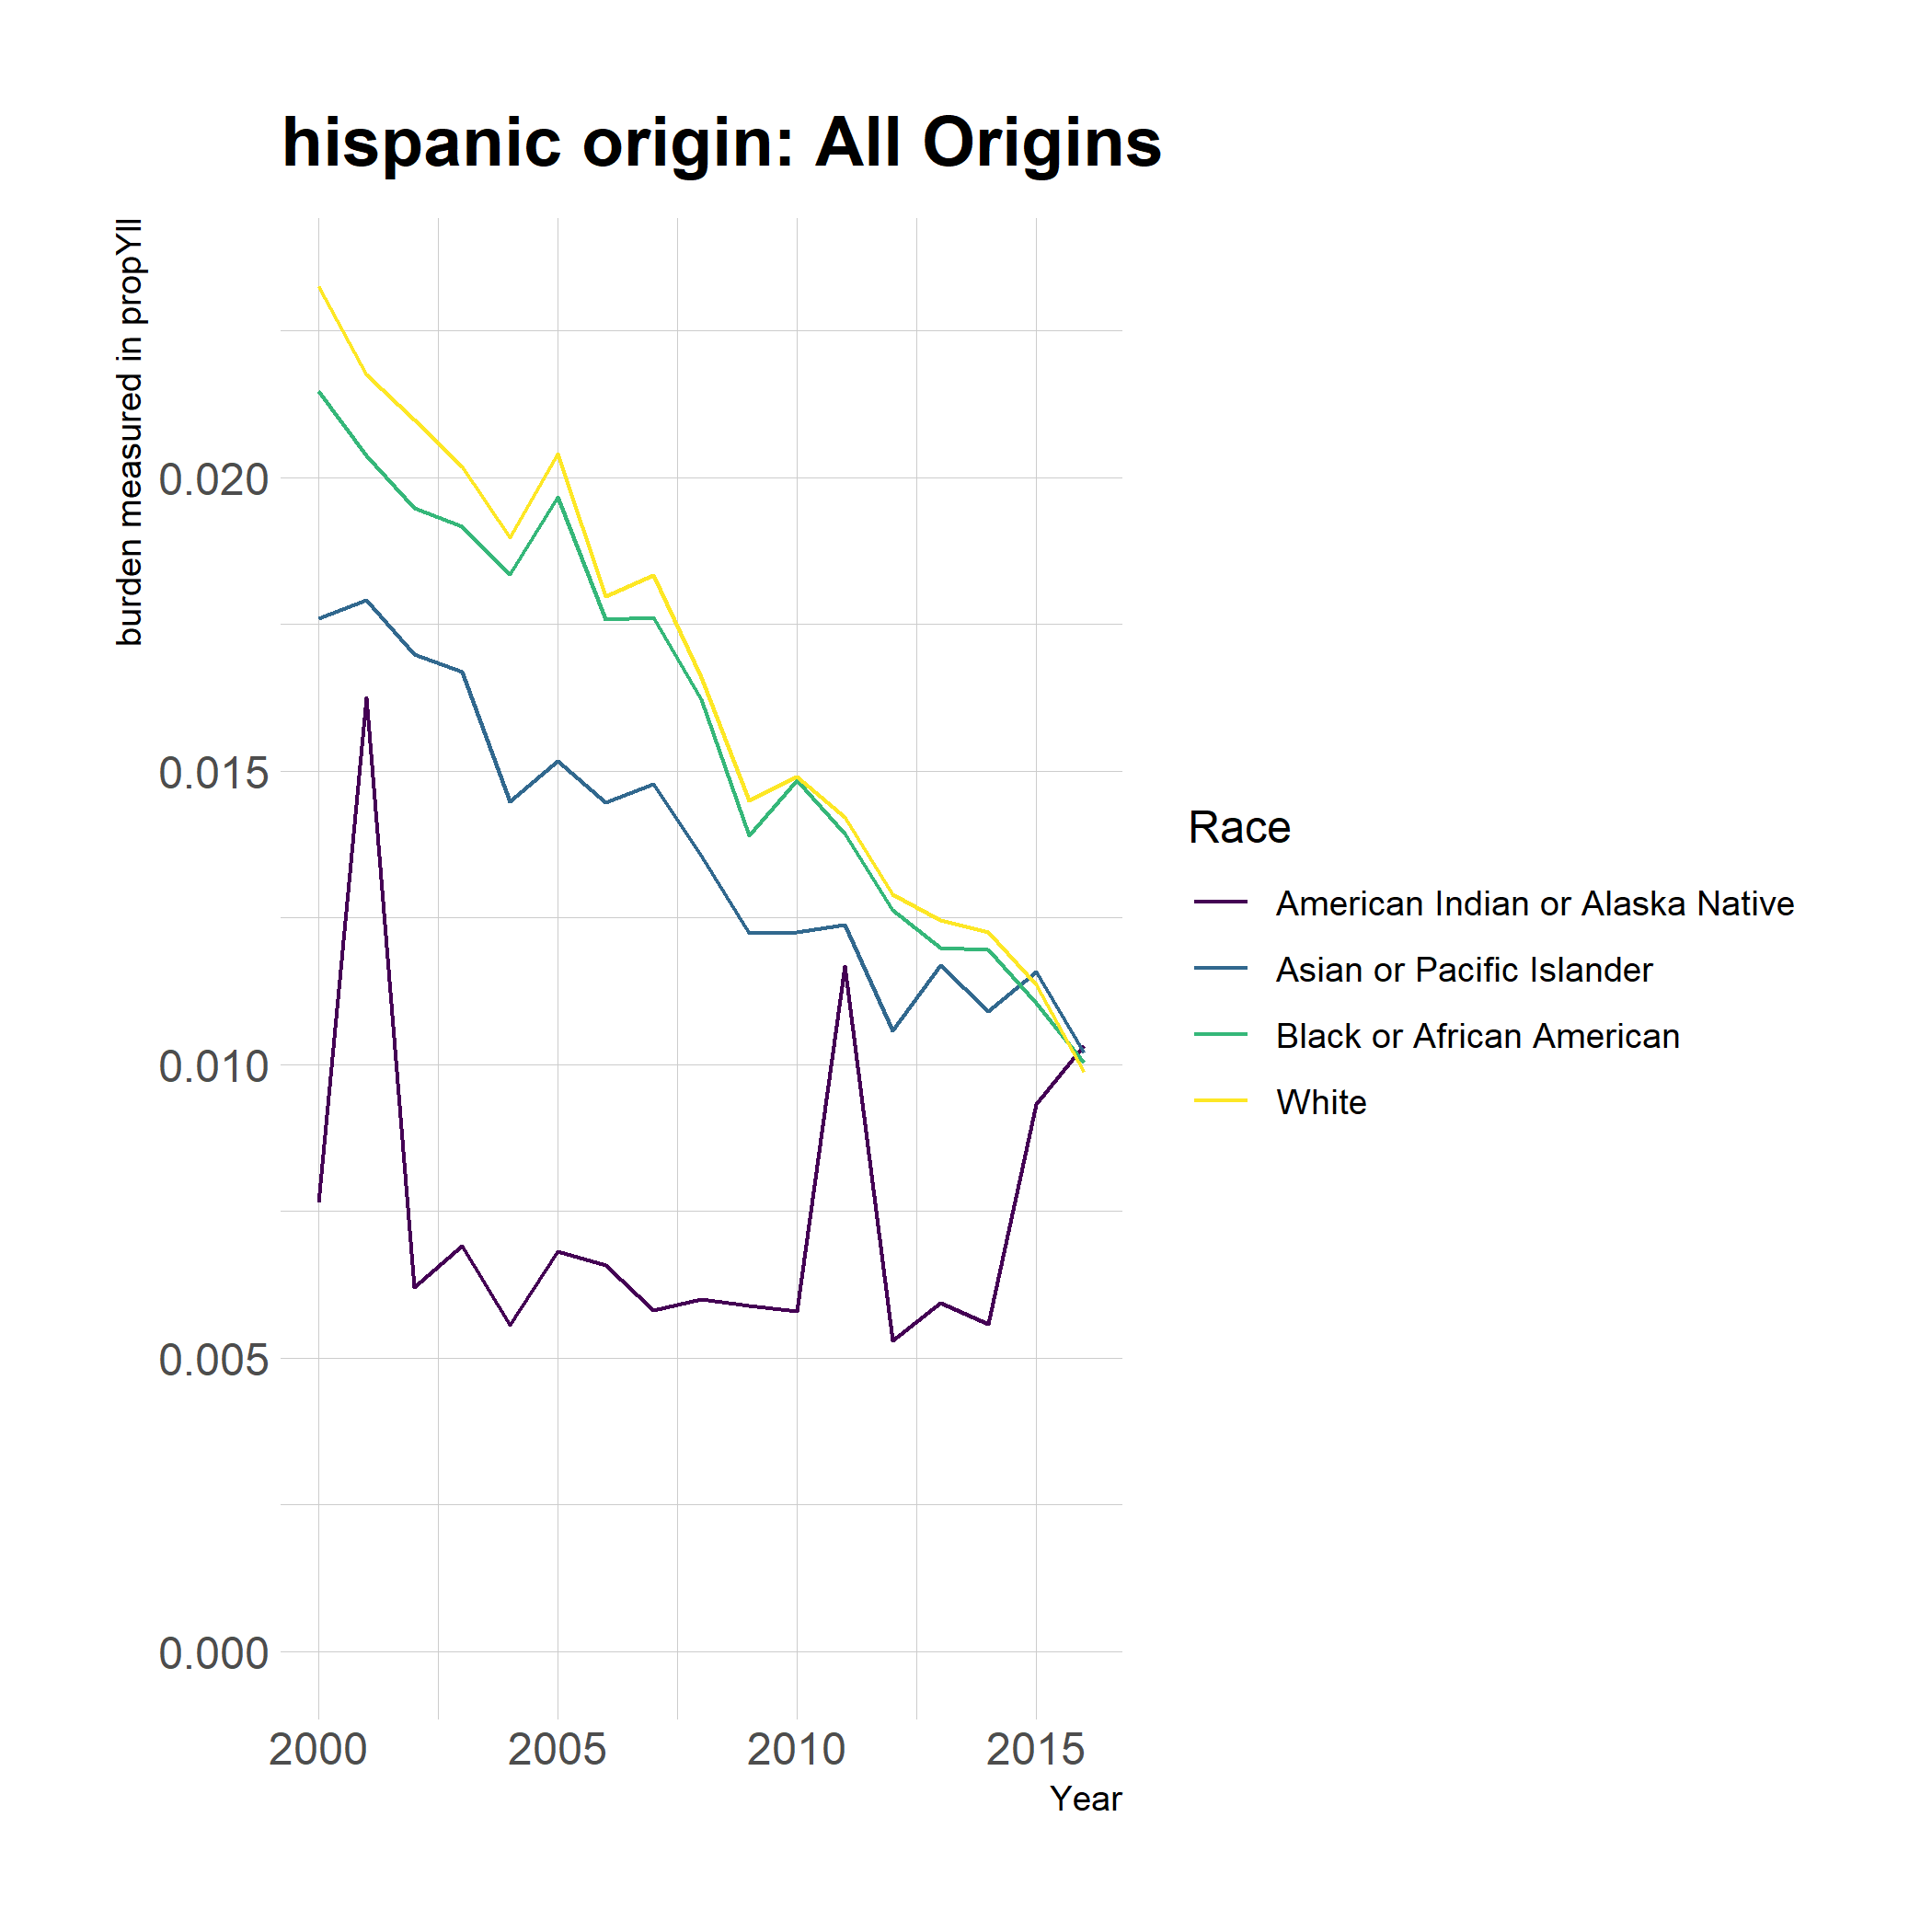 hispanic origin: All Origins
burden measured in propYll
0.020
0.015
0.010
0.005
0.000
2000
2005
2010
2015
Year
Race
American Indian or Alaska Native
Asian or Pacific Islander
Black or African American
White